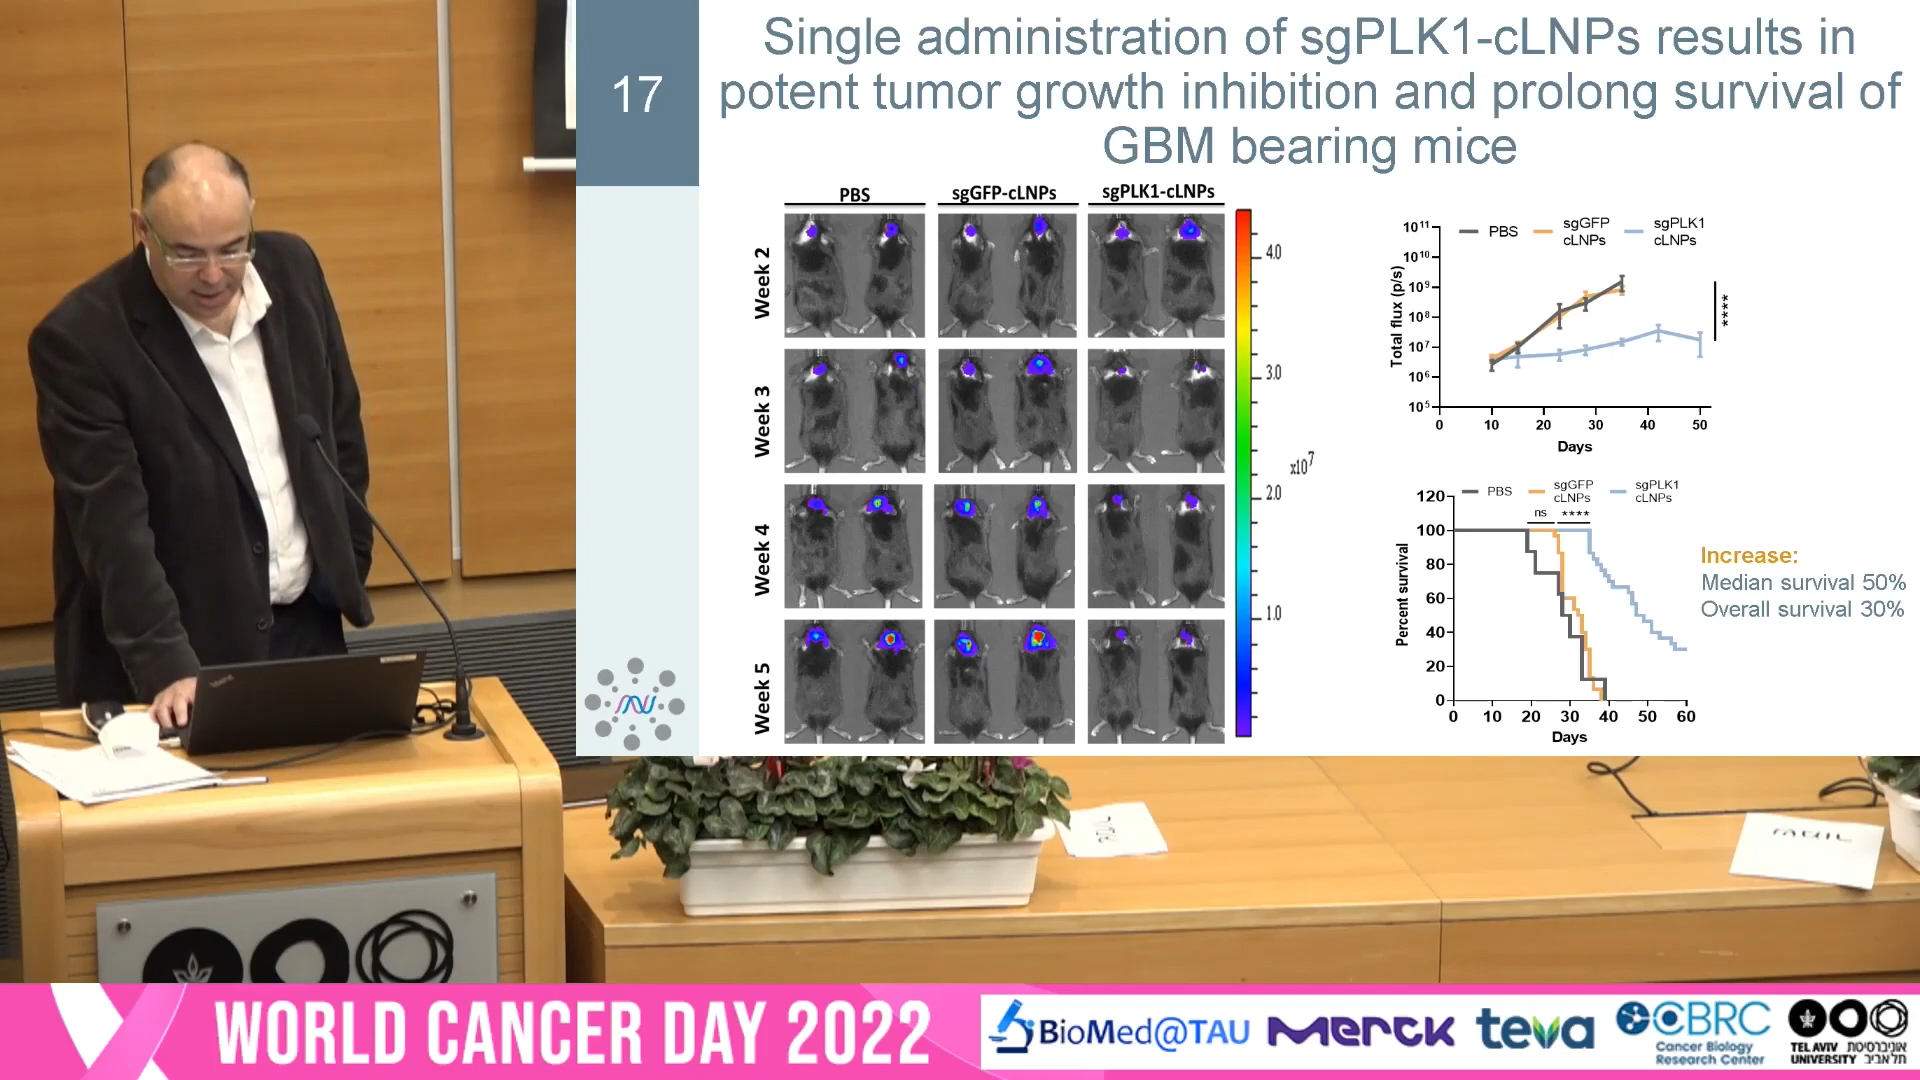 17
Single administration of sgPLK1-cLNPs results in
potent tumor growth inhibition and prolong survival of
GBM bearing mice
PBS
sgGFP-cLNPs
sgPLK1-cLNPs
Week 2
Week 3
Week 4
Week 5
4.0
3.0
x10⁷
2.0
1.0
PBS
sgGFP
cLNPs
sgPLK1
cLNPs
10¹¹
10¹⁰
10⁹
10⁸
10⁷
10⁶
10⁵
Total flux (p/s)
****
0 10 20 30 40 50
Days
PBS
sgGFP
cLNPs
sgPLK1
cLNPs
ns ****
120
100
80
60
40
20
0
Percent survival
0 10 20 30 40 50 60
Days
Increase:
Median survival 50%
Overall survival 30%
ThinkPad
WORLD CANCER DAY 2022
BioMed@TAU
MERCK
teva
CBRC
Cancer Biology
Research Center
TEL AVIV אוניברסיטת
UNIVERSITY תל אביב